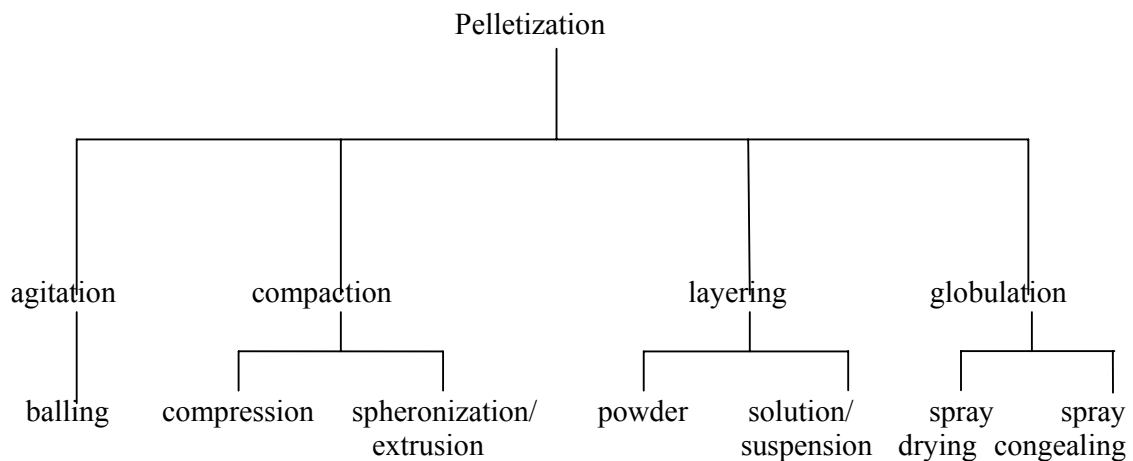 Pelletization
agitation compaction layering globulation
balling compression spheronization/ powder solution/ spray spray
extrusion suspension drying congealing